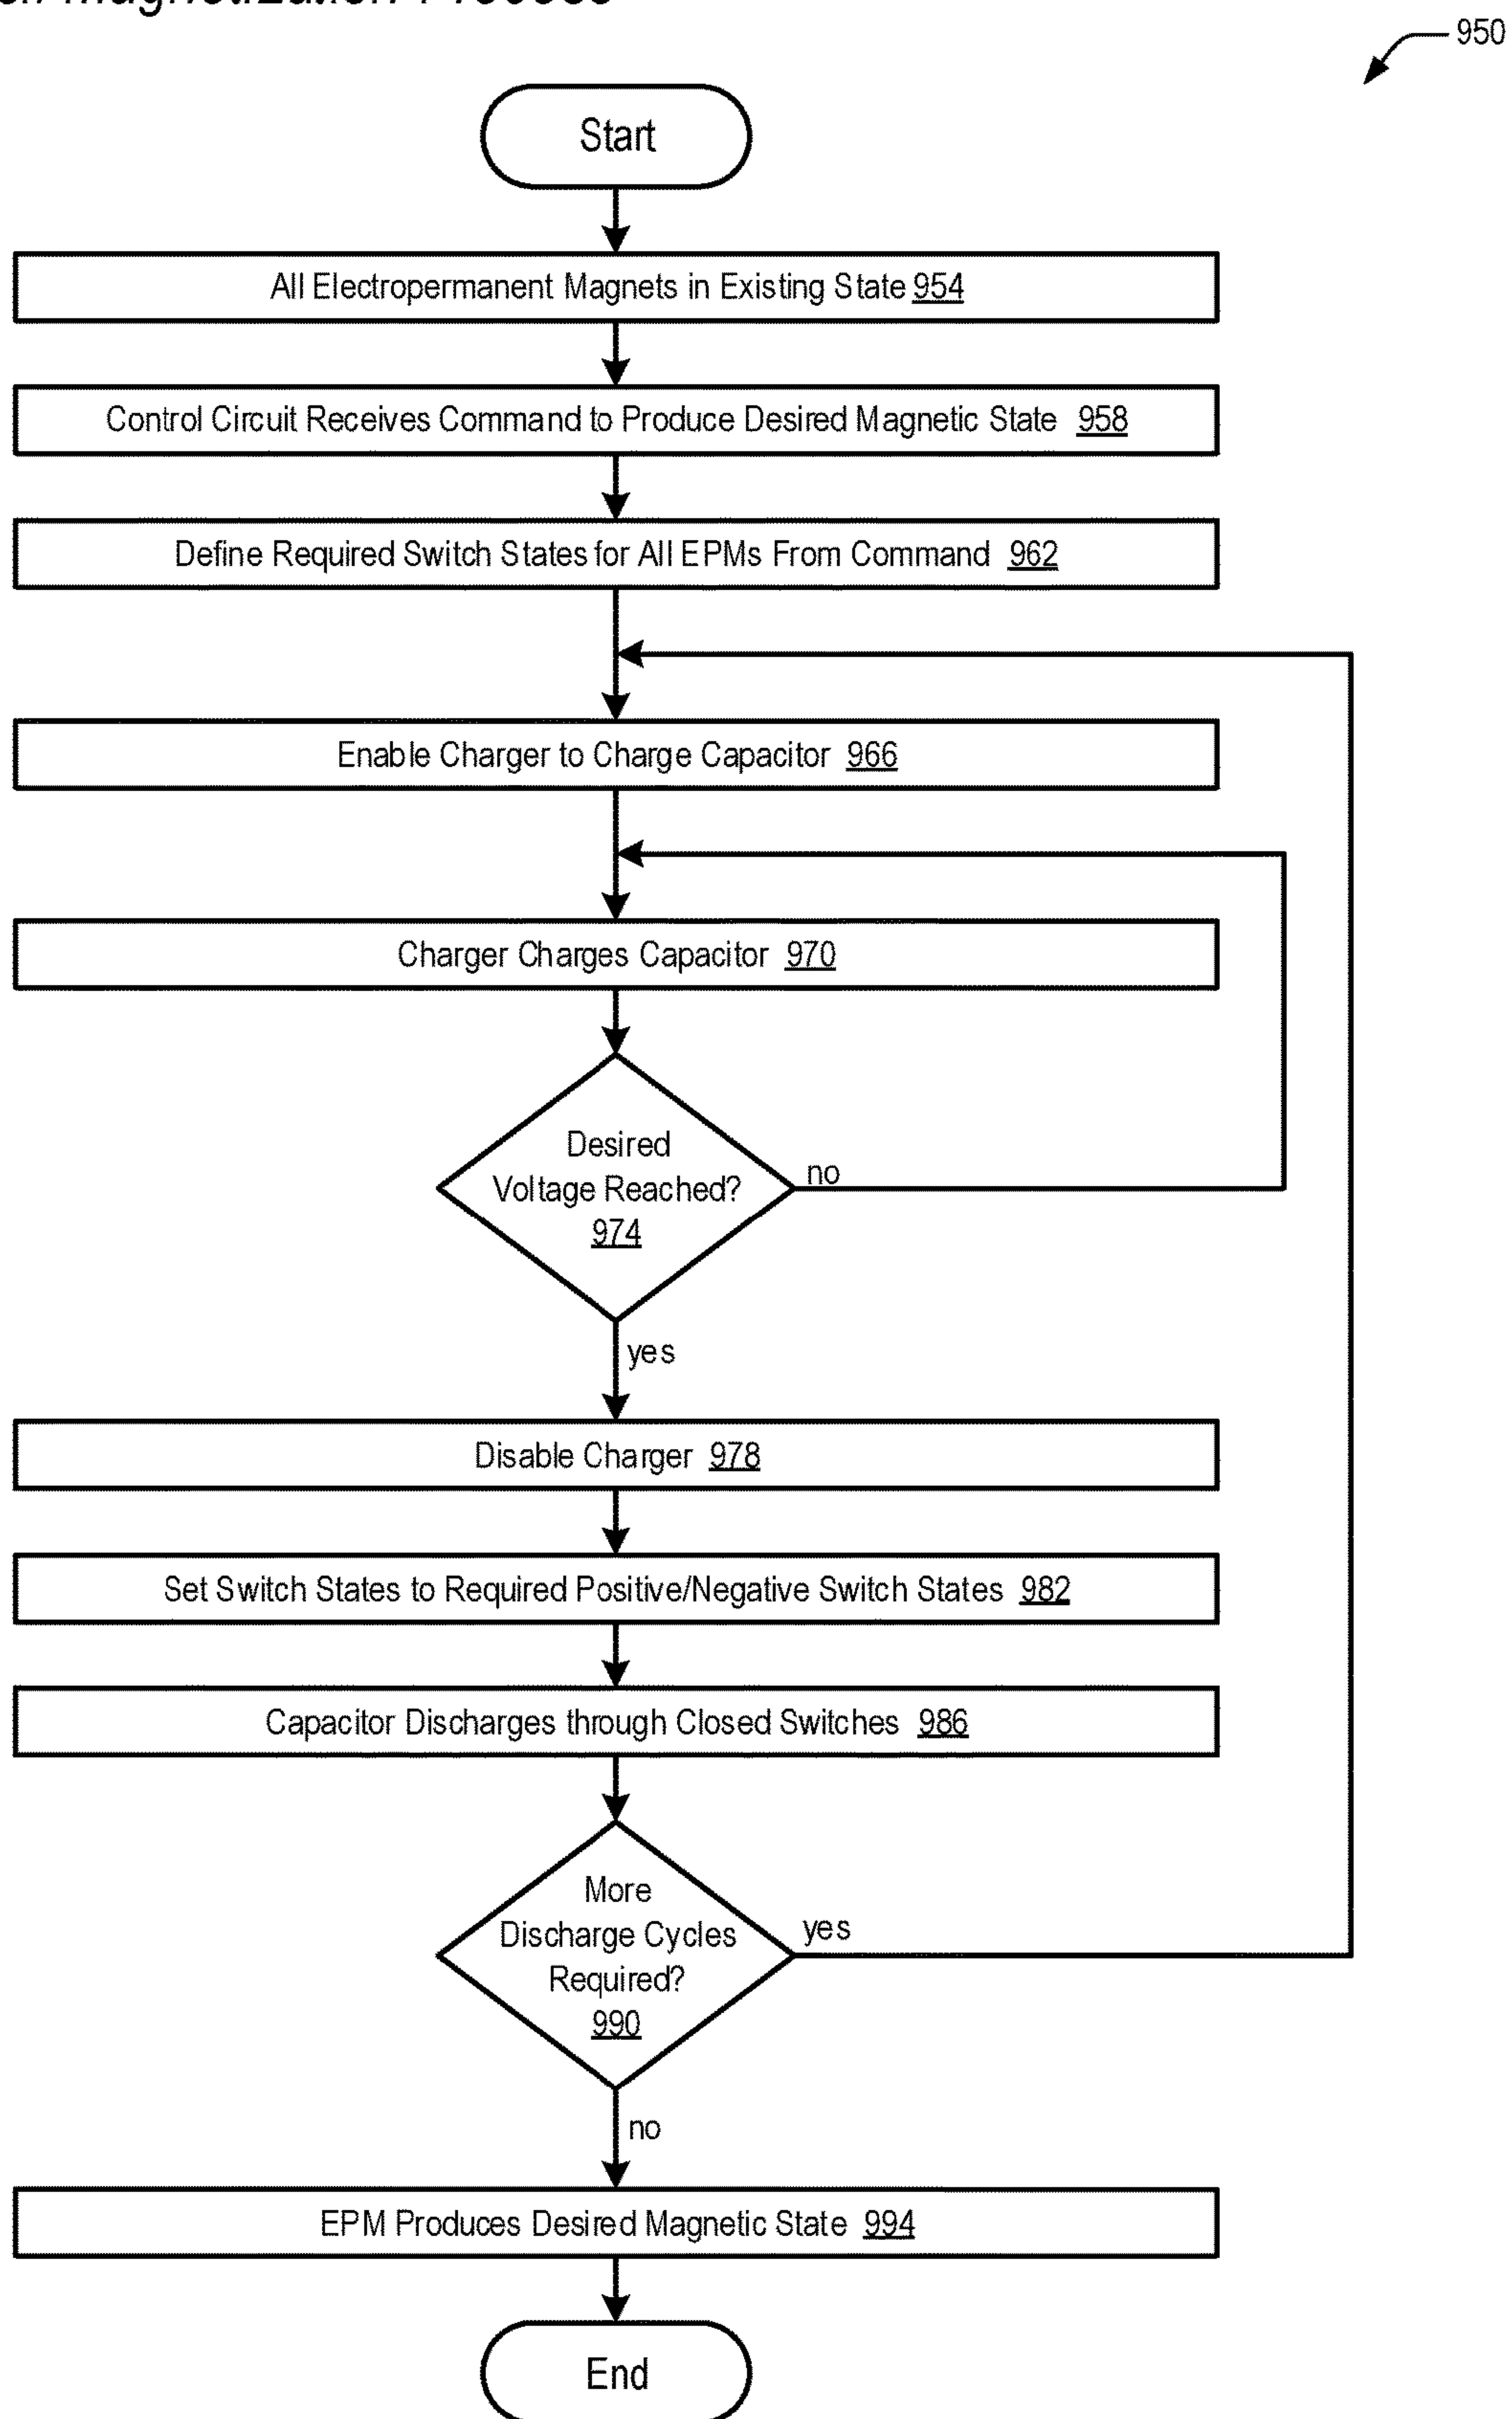 950
Start
All Electropermanent Magnets in Existing State 954
Control Circuit Receives Command to Produce Desired Magnetic State 958
Define Required Switch States for All EPMs From Command 962
Enable Charger to Charge Capacitor 966
Charger Charges Capacitor 970
Desired
Voltage Reached?
no
974
yes
Disable Charger 978
Set Switch States to Required Positive/Negative Switch States 982
Capacitor Discharges through Closed Switches 986
More
Discharge Cycles
yes
Required?
990
no
EPM Produces Desired Magnetic State 994
End